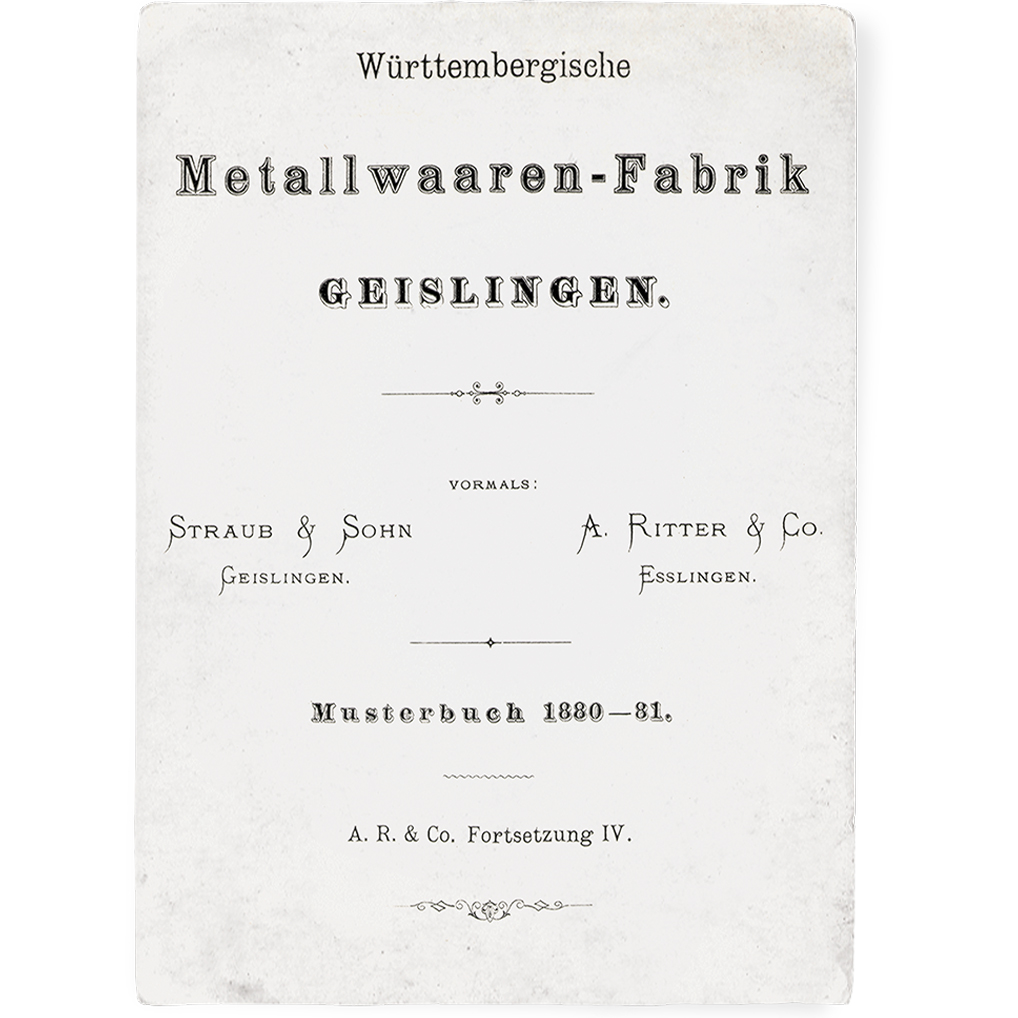 Württembergische
Metallwaaren-Fabrik
GEISLINGEN.
VORMALS:
STRAUB & SOHN
GEISLINGEN.
A. RITTER & CO.
ESSLINGEN.
Musterbuch 1880—81.
A. R. & Co. Fortsetzung IV.